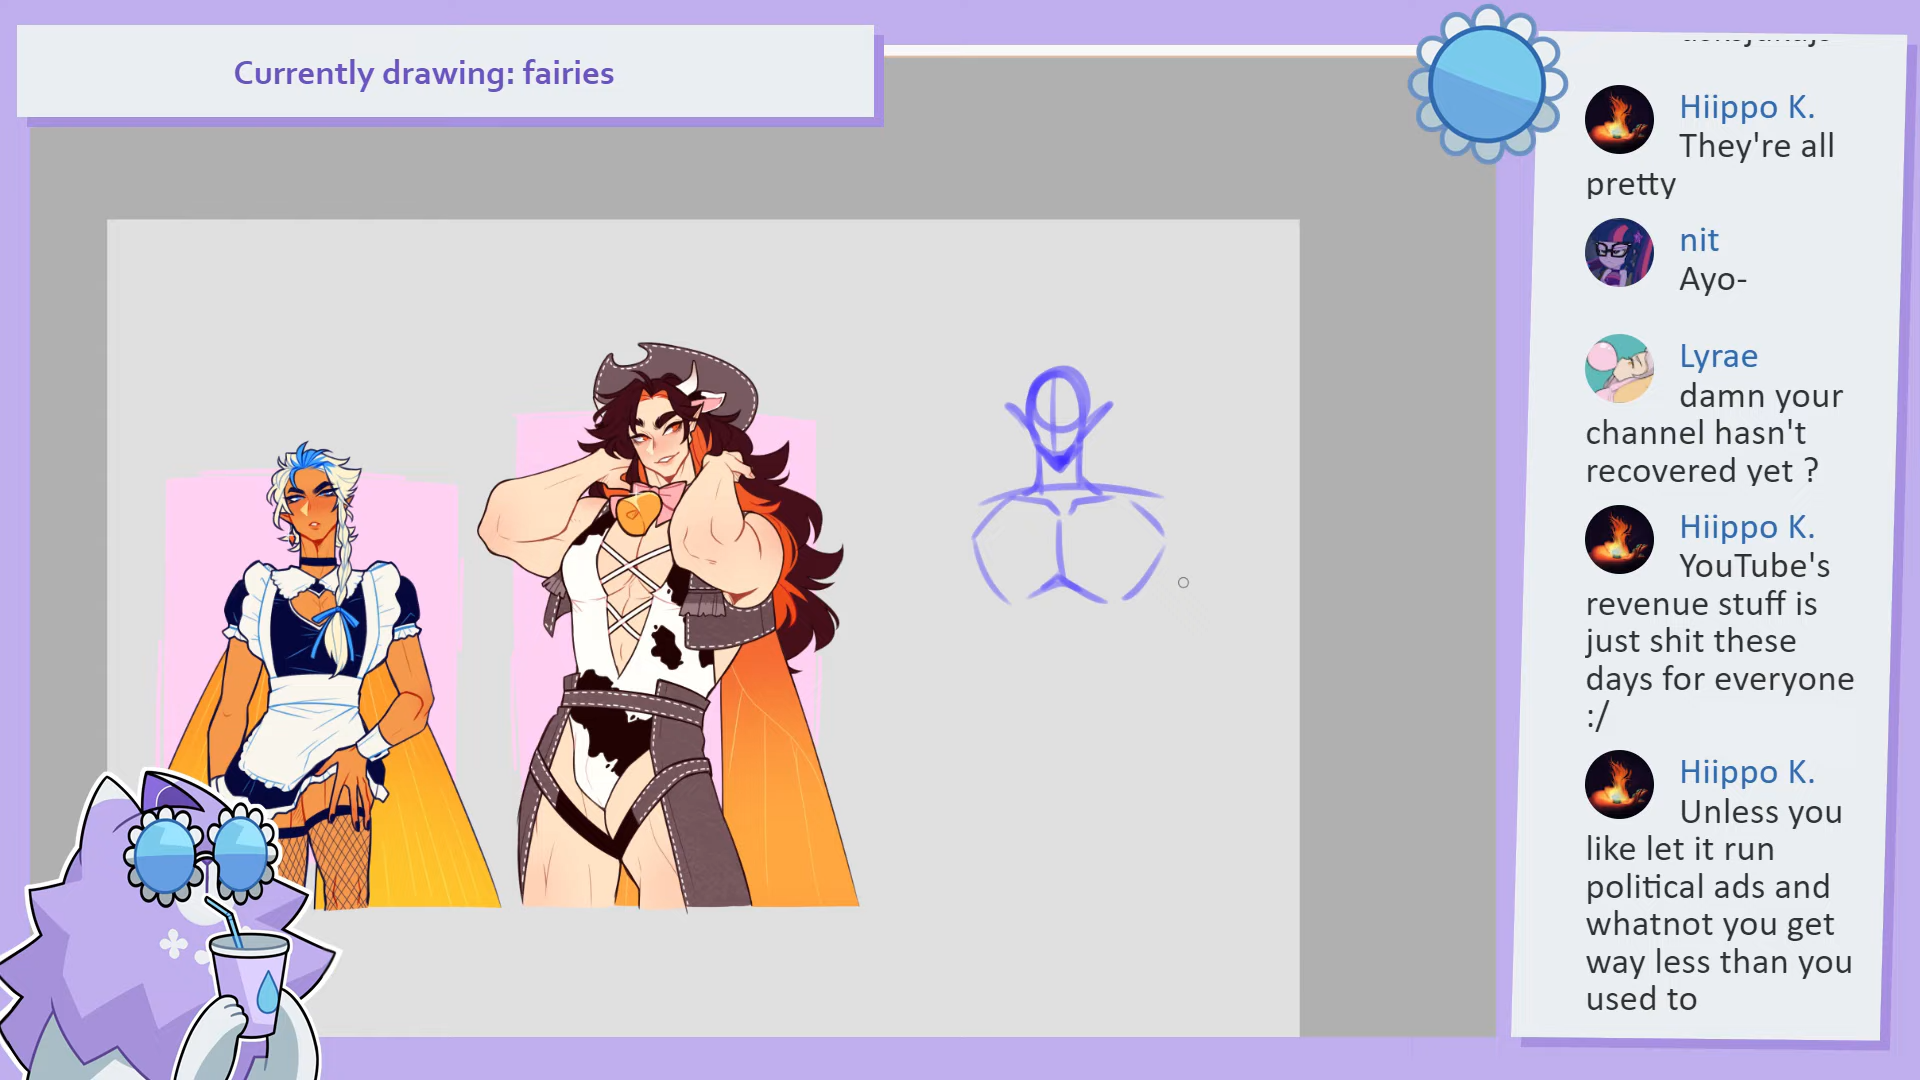 Currently drawing: fairies
Hiippo K.
They're all
pretty
nit
Ayo-
Lyrae
damn your
channel hasn't
recovered yet ?
Hiippo K.
YouTube's
revenue stuff is
just shit these
days for everyone
:/
Hiippo K.
Unless you
like let it run
political ads and
whatnot you get
way less than you
used to